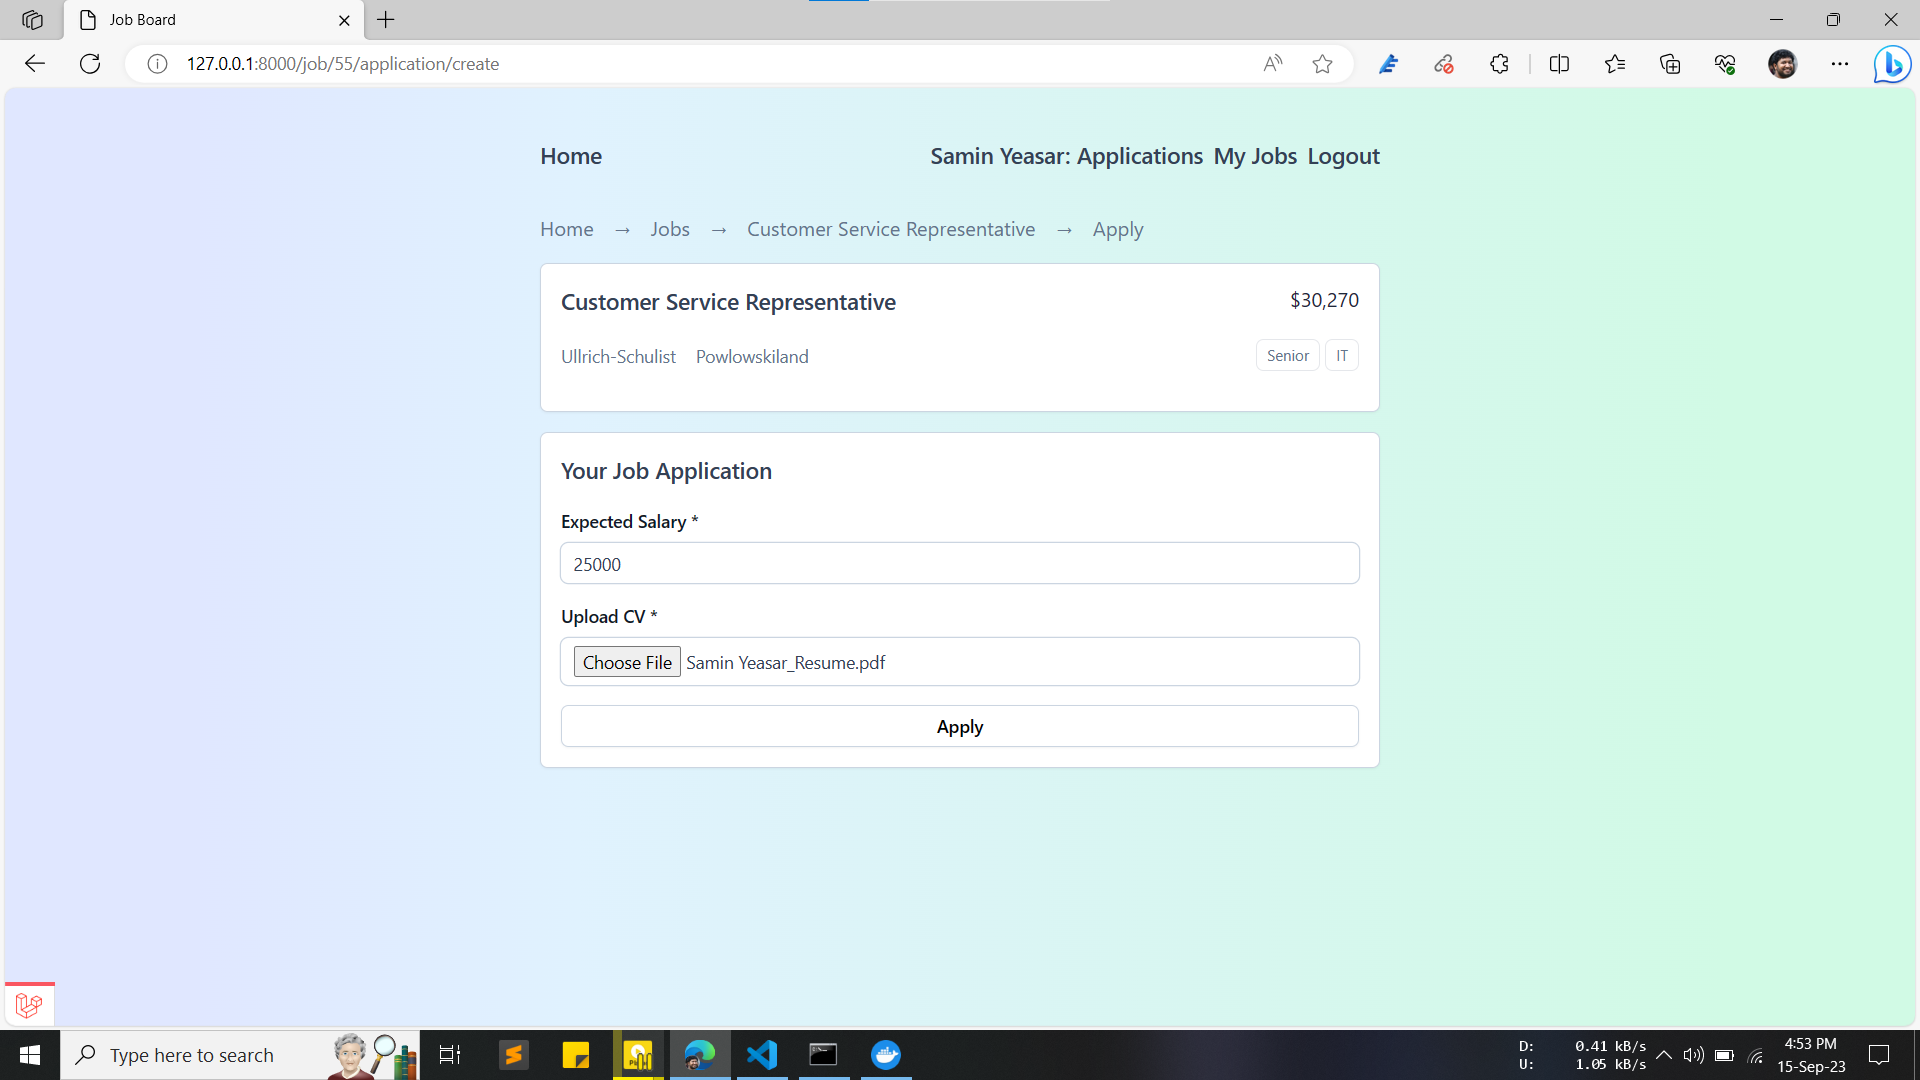 Job Board
127.0.0.1:8000/job/55/application/create
Home
Samin Yeasar: Applications My Jobs Logout
Home → Jobs → Customer Service Representative → Apply
Customer Service Representative
$30,270
Ullrich-Schulist Powlowskiland
Senior IT
Your Job Application
Expected Salary *
25000
Upload CV *
Choose File Samin Yeasar_Resume.pdf
Apply
Type here to search
D: 0.41 kB/s
U: 1.05 kB/s
4:53 PM
15-Sep-23